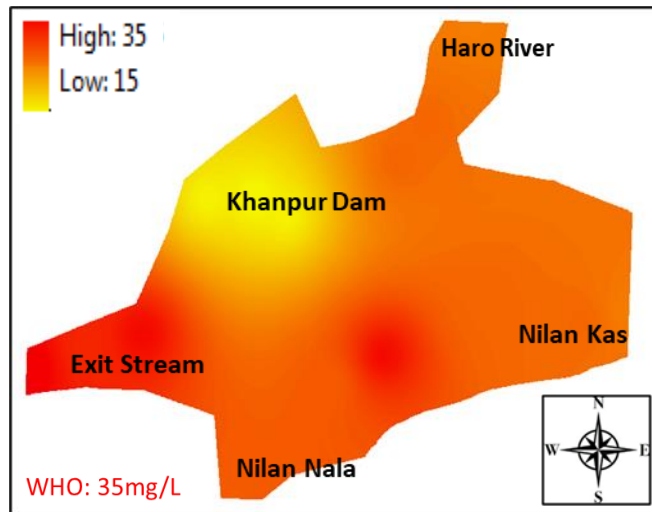 High: 35
Low: 15
Haro River
Khanpur Dam
Nilan Kas
Exit Stream
Nilan Nala
WHO: 35mg/L
N
W E
S